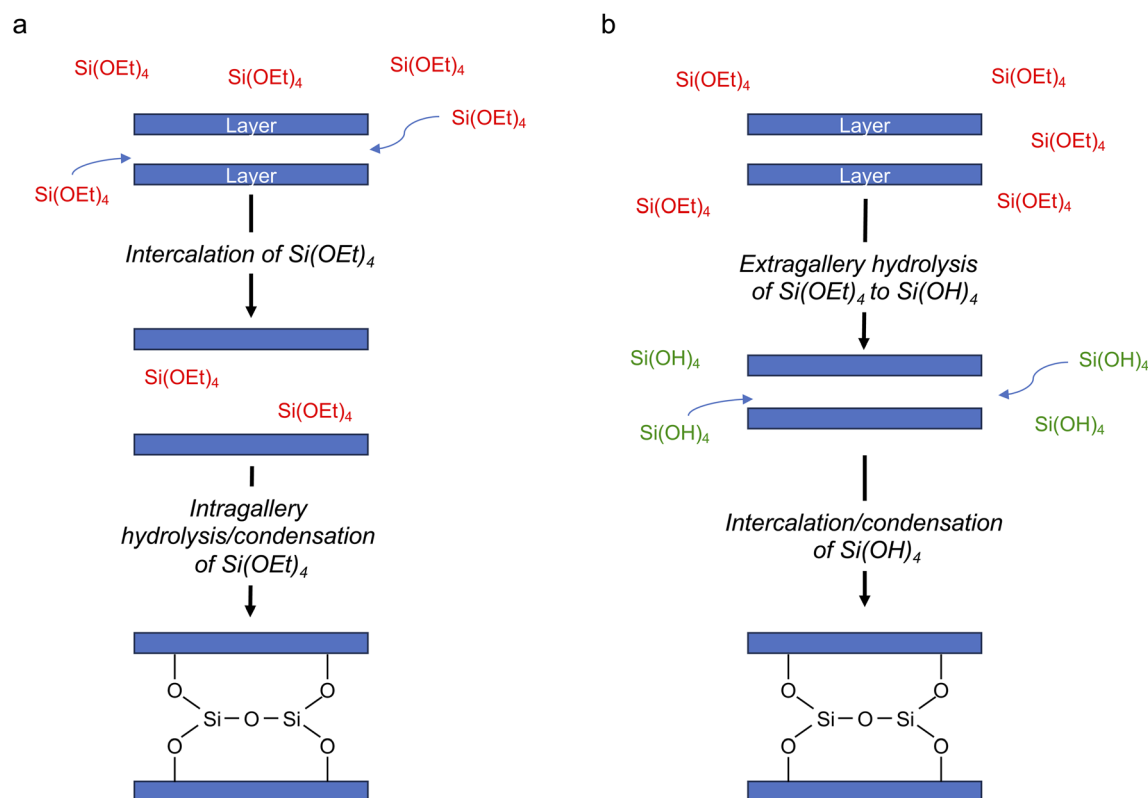 a
Si(OEt)₄
Si(OEt)₄
Si(OEt)₄
Si(OEt)₄
Layer
Layer
Si(OEt)₄
Intercalation of Si(OEt)₄
Si(OEt)₄
Si(OEt)₄
Intragallery
hydrolysis/condensation
of Si(OEt)₄
O O
Si O Si
O O
b
Si(OEt)₄
Si(OEt)₄
Layer
Si(OEt)₄
Layer
Si(OEt)₄
Si(OEt)₄
Extragallery hydrolysis
of Si(OEt)₄ to Si(OH)₄
Si(OH)₄
Si(OH)₄
Si(OH)₄
Si(OH)₄
Intercalation/condensation
of Si(OH)₄
O O
Si O Si
O O